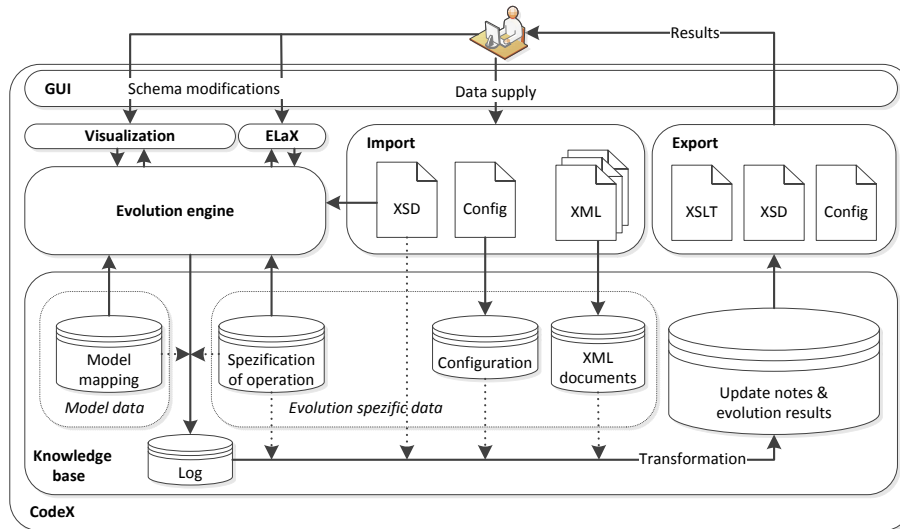 Results
GUI
Schema modifications
Data supply
Visualization
ELaX
Import
Export
Evolution engine
XSD
Config
XML
XSLT
XSD
Config
Model
mapping
Spezification
of operation
Configuration
XML
documents
Update notes &
evolution results
Model data
Evolution spezific data
Knowledge
base
Log
Transformation
CodeX